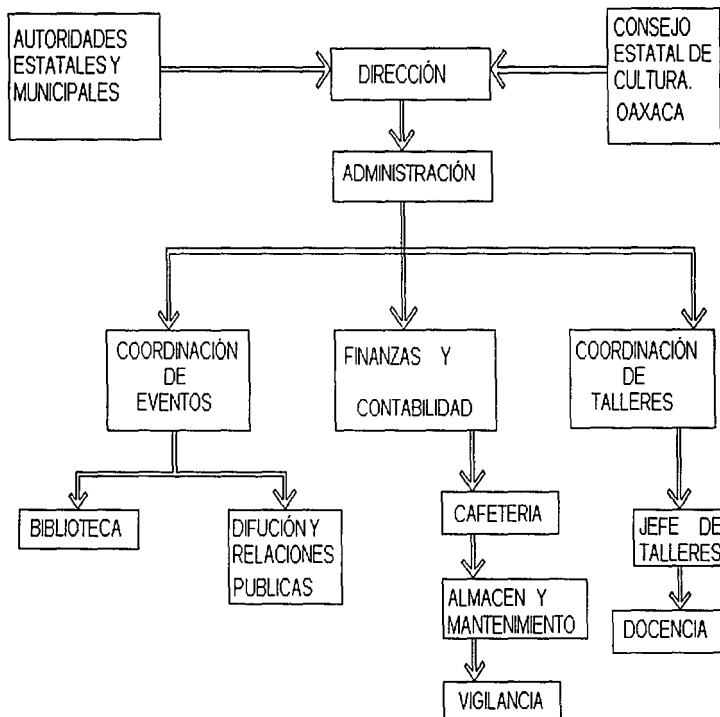 AUTORIDADES
ESTATALES Y
MUNICIPALES
DIRECCIÓN
CONSEJO
ESTATAL DE
CULTURA.
OAXACA
ADMINISTRACIÓN
COORDINACIÓN
DE
EVENTOS
FINANZAS Y
CONTABILIDAD
COORDINACIÓN
DE
TALLERES
BIBLIOTECA
DIFUCIÓN Y
RELACIONES
PUBLICAS
CAFETERIA
JEFE DE
TALLERES
ALMACEN Y
MANTENIMIENTO
DOCENCIA
VIGILANCIA